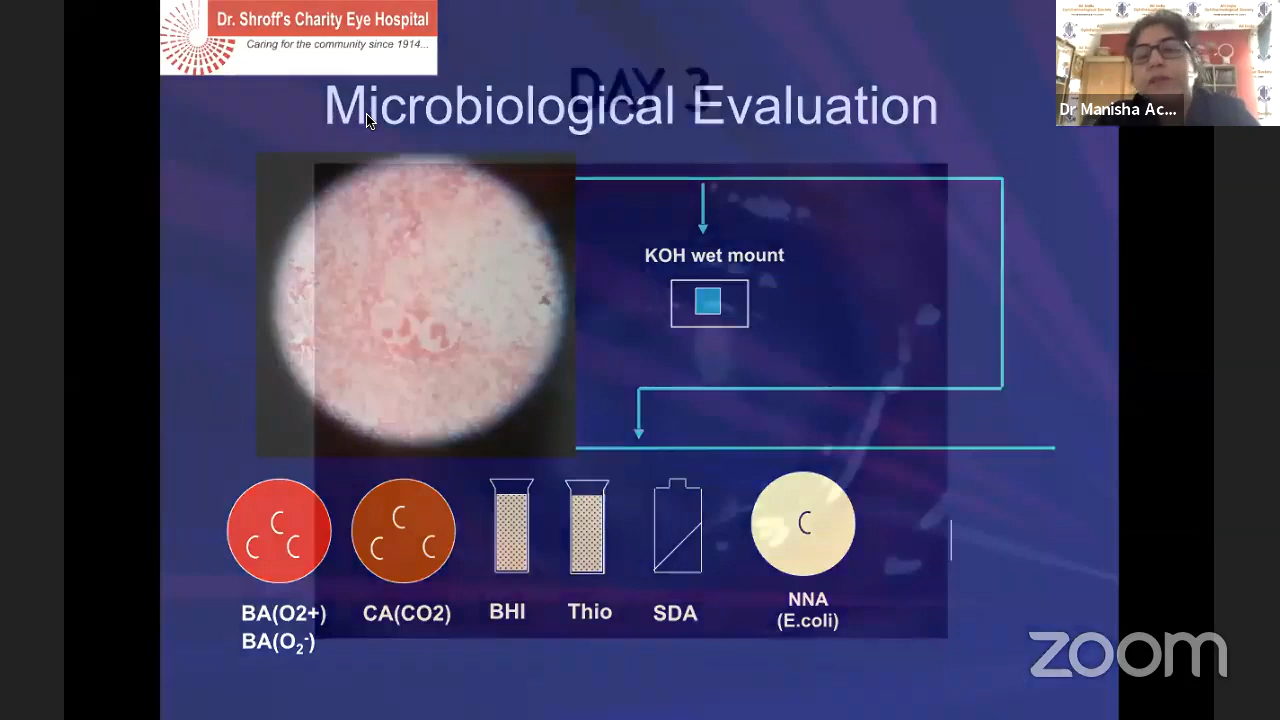 Dr. Shroff's Charity Eye Hospital
Caring for the community since 1914...
DAY 3
Microbiological Evaluation
Dr Manisha Ac...
KOH wet mount
BA(O2+)
BA(O2-)
CA(CO2)
BHI
Thio
SDA
NNA
(E.coli)
zoom